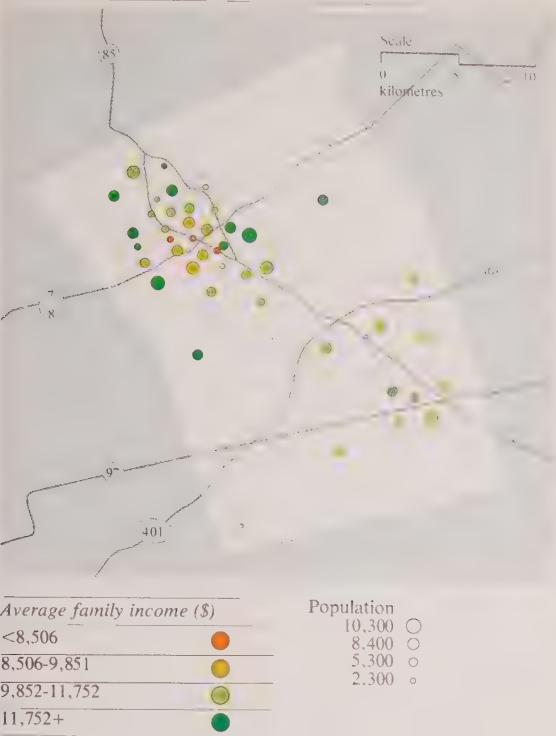 85
Scale
0 5 10
kilometres
7
8
401
Average family income ($)
<8,506
8,506-9,851
9,852-11,752
11,752+
Population
10,300
8,400
5,300
2,300